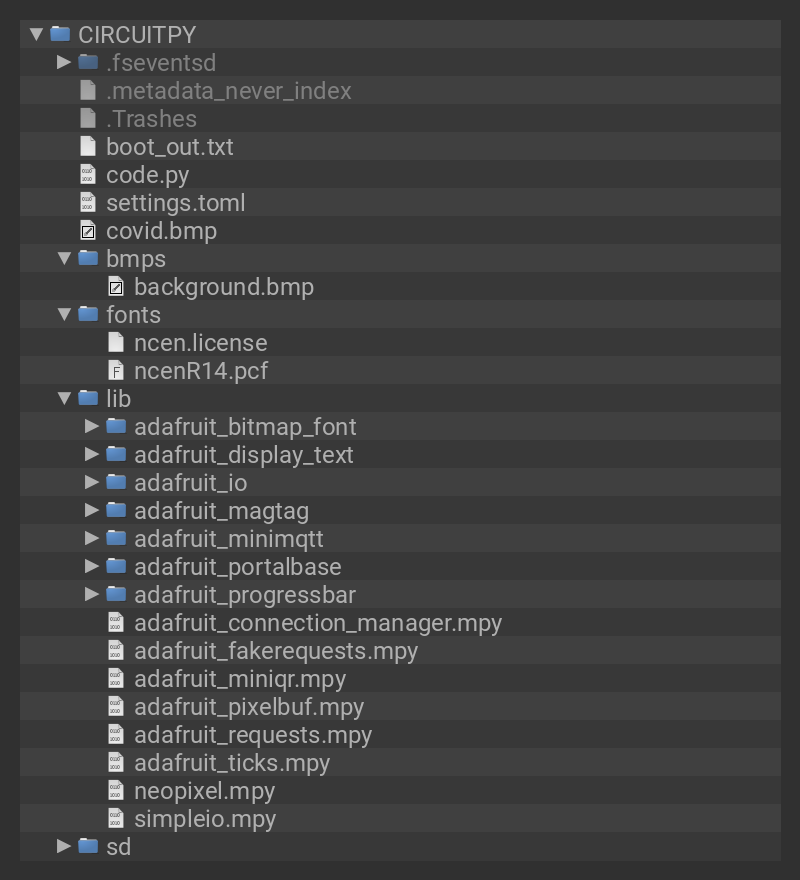 CIRCUITPY
.fseventsd
.metadata_never_index
.Trashes
boot_out.txt
code.py
settings.toml
covid.bmp
bmps
background.bmp
fonts
ncen.license
ncenR14.pcf
lib
adafruit_bitmap_font
adafruit_display_text
adafruit_io
adafruit_magtag
adafruit_minimqtt
adafruit_portalbase
adafruit_progressbar
adafruit_connection_manager.mpy
adafruit_fakerequests.mpy
adafruit_miniqr.mpy
adafruit_pixelbuf.mpy
adafruit_requests.mpy
adafruit_ticks.mpy
neopixel.mpy
simpleio.mpy
sd